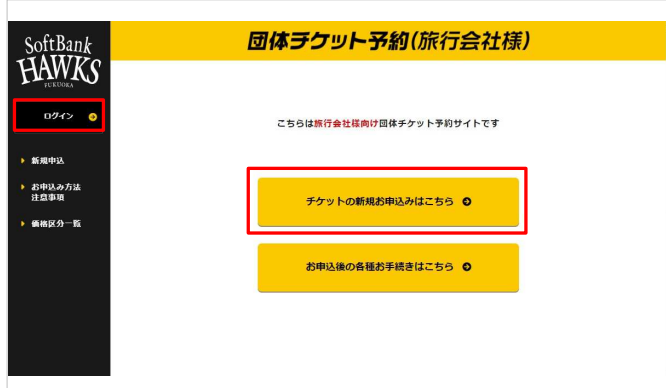 SoftBank
HAWKS
FUKUOKA
ログイン
新規申込
お申込み方法
注意事項
価格区分一覧
団体チケット予約(旅行会社様)
こちらは旅行会社様向け団体チケット予約サイトです
チケットの新規お申込みはこちら
お申込後の各種お手続きはこちら